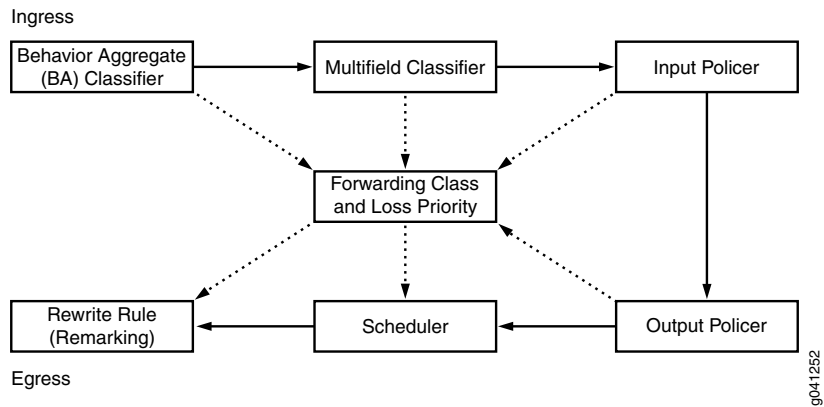 Ingress
Behavior Aggregate
(BA) Classifier
Multifield Classifier
Input Policer
Forwarding Class
and Loss Priority
Rewrite Rule
(Remarking)
Scheduler
Output Policer
Egress
g041252